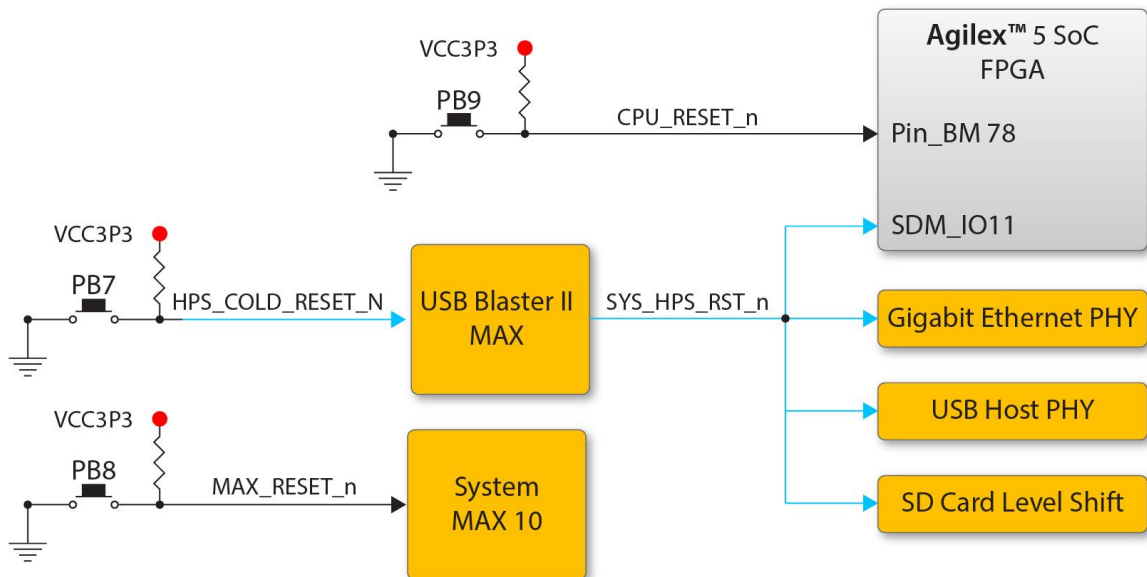 Agilex™ 5 SoC
FPGA
VCC3P3
PB9
CPU_RESET_n
Pin_BM 78
SDM_IO11
VCC3P3
PB7
HPS_COLD_RESET_N
USB Blaster II
MAX
SYS_HPS_RST_n
Gigabit Ethernet PHY
USB Host PHY
VCC3P3
PB8
MAX_RESET_n
System
MAX 10
SD Card Level Shift